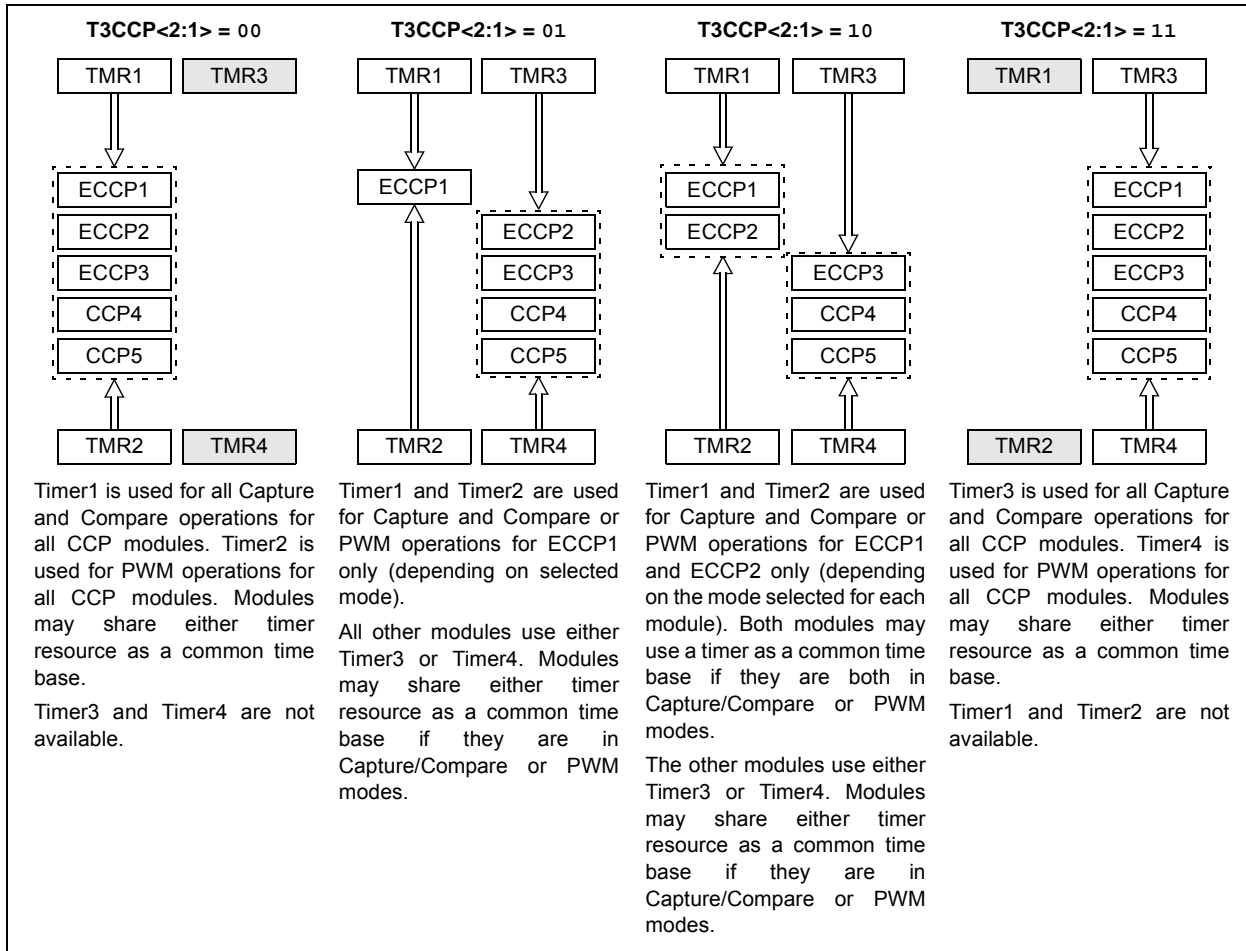 T3CCP<2:1> = 00
TMR1 TMR3
ECCP1
ECCP2
ECCP3
CCP4
CCP5
TMR2 TMR4
Timer1 is used for all Capture
and Compare operations for
all CCP modules. Timer2 is
used for PWM operations for
all CCP modules. Modules
may share either timer
resource as a common time
base.
Timer3 and Timer4 are not
available.
T3CCP<2:1> = 01
TMR1 TMR3
ECCP1
ECCP2
ECCP3
CCP4
CCP5
TMR2 TMR4
Timer1 and Timer2 are used
for Capture and Compare or
PWM operations for ECCP1
only (depending on selected
mode).
All other modules use either
Timer3 or Timer4. Modules
may share either timer
resource as a common time
base if they are in
Capture/Compare or PWM
modes.
T3CCP<2:1> = 10
TMR1 TMR3
ECCP1
ECCP2
ECCP3
CCP4
CCP5
TMR2 TMR4
Timer1 and Timer2 are used
for Capture and Compare or
PWM operations for ECCP1
and ECCP2 only (depending
on the mode selected for each
module). Both modules may
use a timer as a common time
base if they are both in
Capture/Compare or PWM
modes.
The other modules use either
Timer3 or Timer4. Modules
may share either timer
resource as a common time
base if they are in
Capture/Compare or PWM
modes.
T3CCP<2:1> = 11
TMR1 TMR3
ECCP1
ECCP2
ECCP3
CCP4
CCP5
TMR2 TMR4
Timer3 is used for all Capture
and Compare operations for
all CCP modules. Timer4 is
used for PWM operations for
all CCP modules. Modules
may share either timer
resource as a common time
base.
Timer1 and Timer2 are not
available.